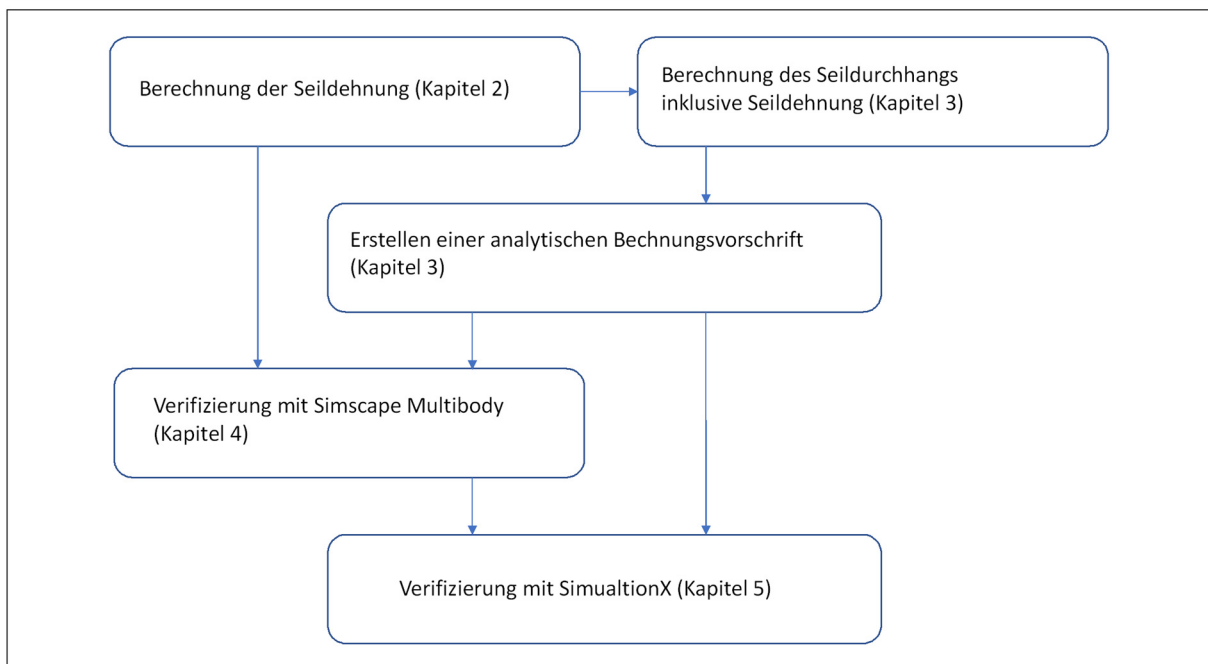 Berechnung der Seildehnung (Kapitel 2)
Berechnung des Seildurchhangs
inklusive Seildehnung (Kapitel 3)
Erstellen einer analytischen Bechnungsvorschrift
(Kapitel 3)
Verifizierung mit Simscape Multibody
(Kapitel 4)
Verifizierung mit SimualtionX (Kapitel 5)